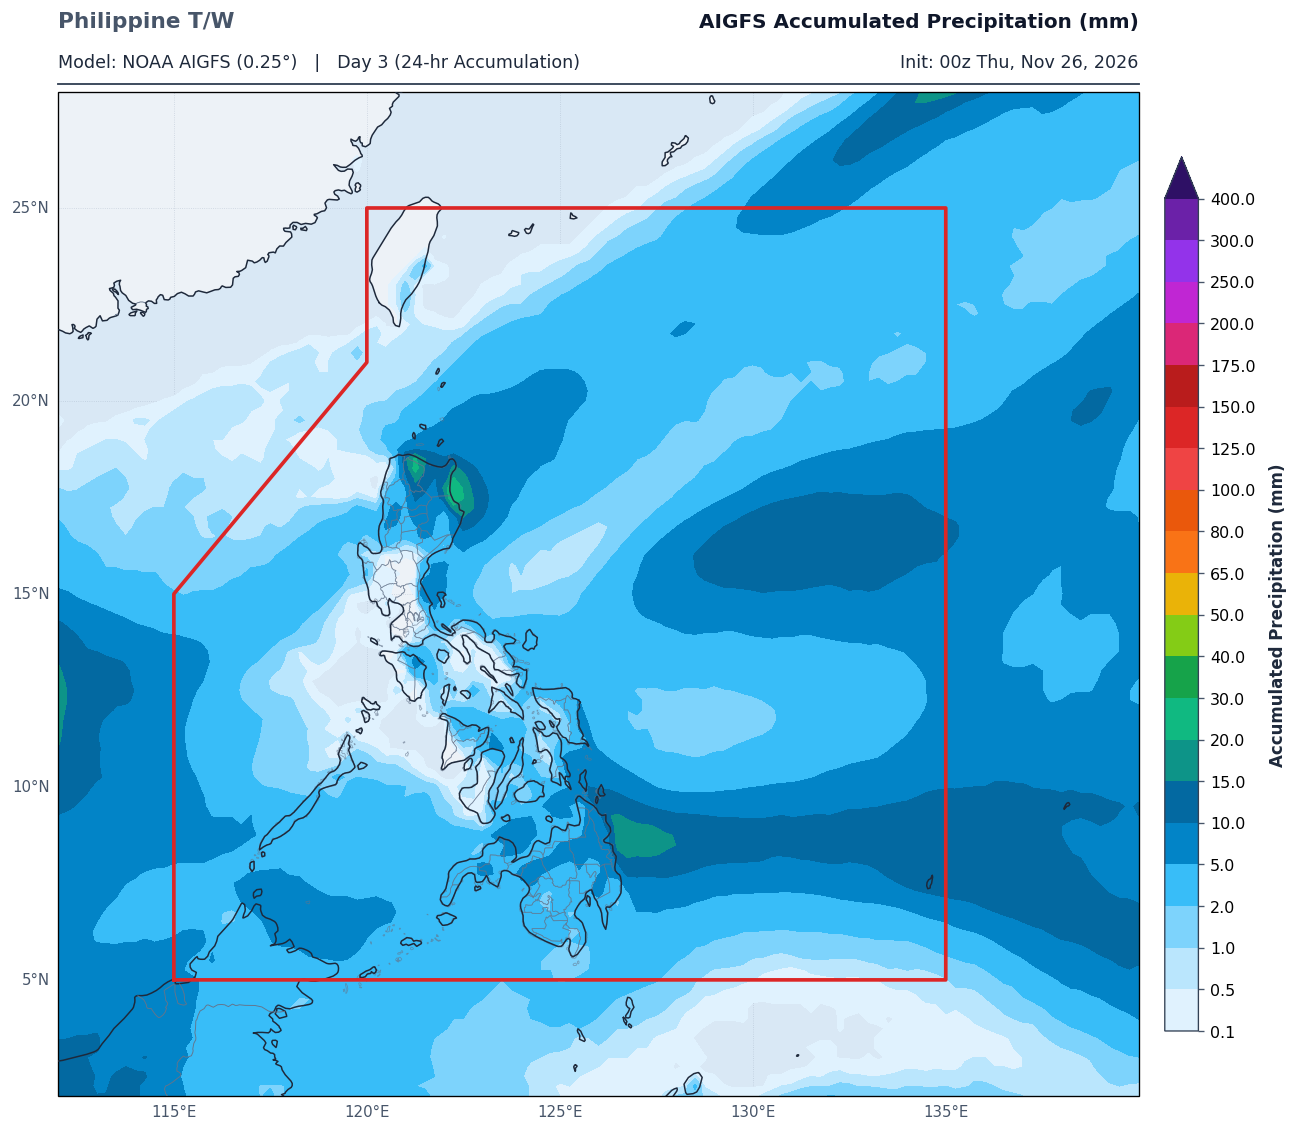 Philippine T/W
AIGFS Accumulated Precipitation (mm)
Model: NOAA AIGFS (0.25°) | Day 3 (24-hr Accumulation)
Init: 00z Thu, Nov 26, 2026
25°N
20°N
15°N
10°N
5°N
115°E
120°E
125°E
130°E
135°E
400.0
300.0
250.0
200.0
175.0
150.0
125.0
100.0
80.0
65.0
50.0
40.0
30.0
20.0
15.0
10.0
5.0
2.0
1.0
0.5
0.1
Accumulated Precipitation (mm)